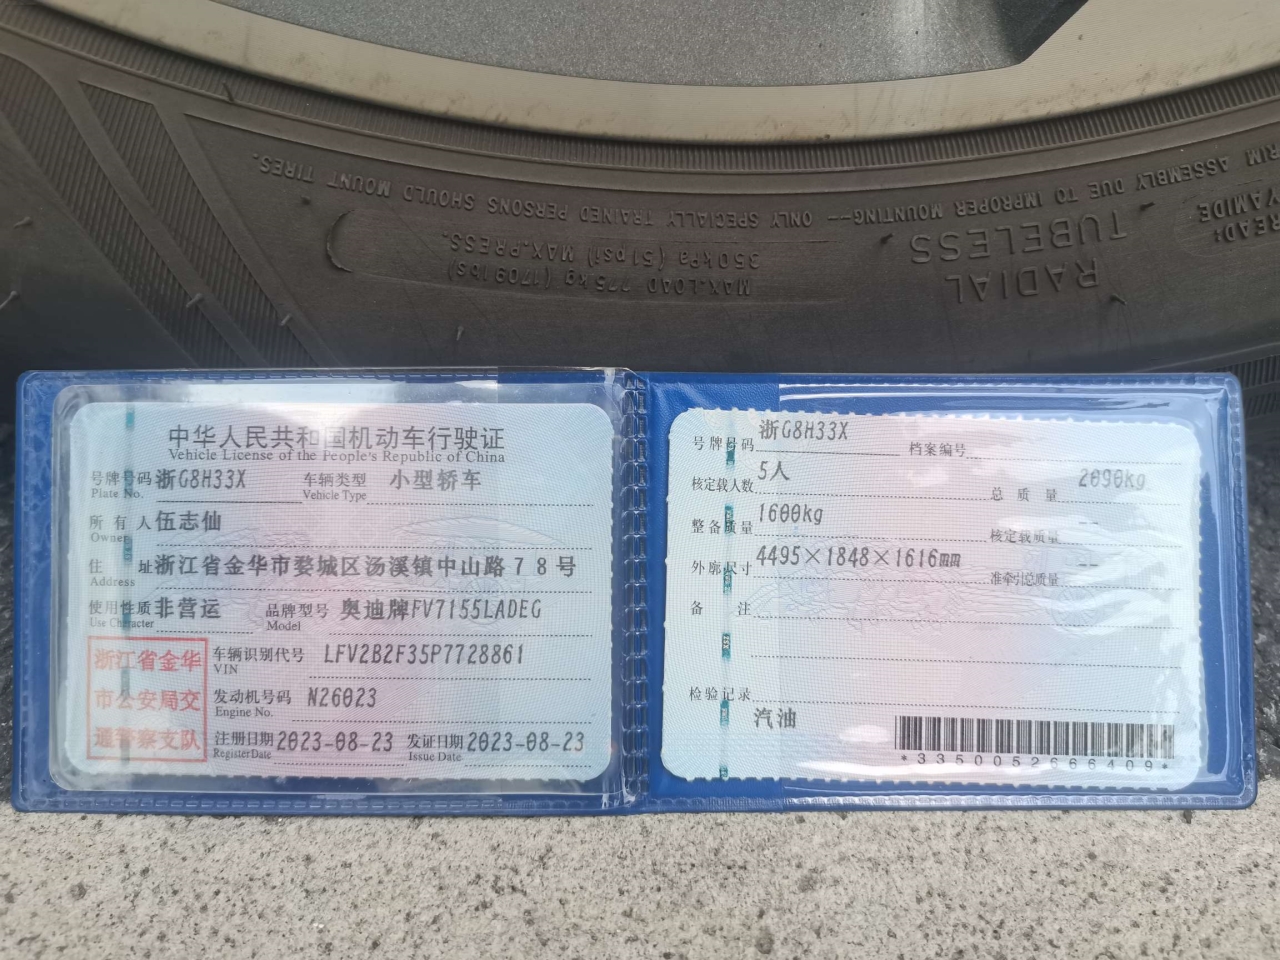 RIM ASSEMBLY DUE TO IMPROPER MOUNTING-- ONLY SPECIALLY TRAINED PERSONS SHOULD MOUNT TIRES.
READ:
YAMIDE
RADIAL
TUBELESS
MAX.LOAD 775kg (1709lbs)
350kPa (51psi) MAX.PRESS.
中华人民共和国机动车行驶证
Vehicle License of the People's Republic of China
号牌号码 浙G8H33X 车辆类型 小型轿车
Plate No. Vehicle Type
所有人 伍志仙
Owner
住址 浙江省金华市婺城区汤溪镇中山路78号
Address
使用性质 非营运 品牌型号 奥迪牌FV7155LADEG
Use Character Model
浙江省金华
市公安局交
通警察支队
车辆识别代号 LFV2B2F35P7728861
VIN
发动机号码 N26023
Engine No.
注册日期 2023-08-23 发证日期 2023-08-23
Register Date Issue Date
号牌号码 浙G8H33X 档案编号
核定载人数 5人 总质量 2090kg
整备质量 1600kg 核定载质量 --
外廓尺寸 4495×1848×1616mm 准牵引总质量 --
备注
检验记录
汽油
*3350052666409*